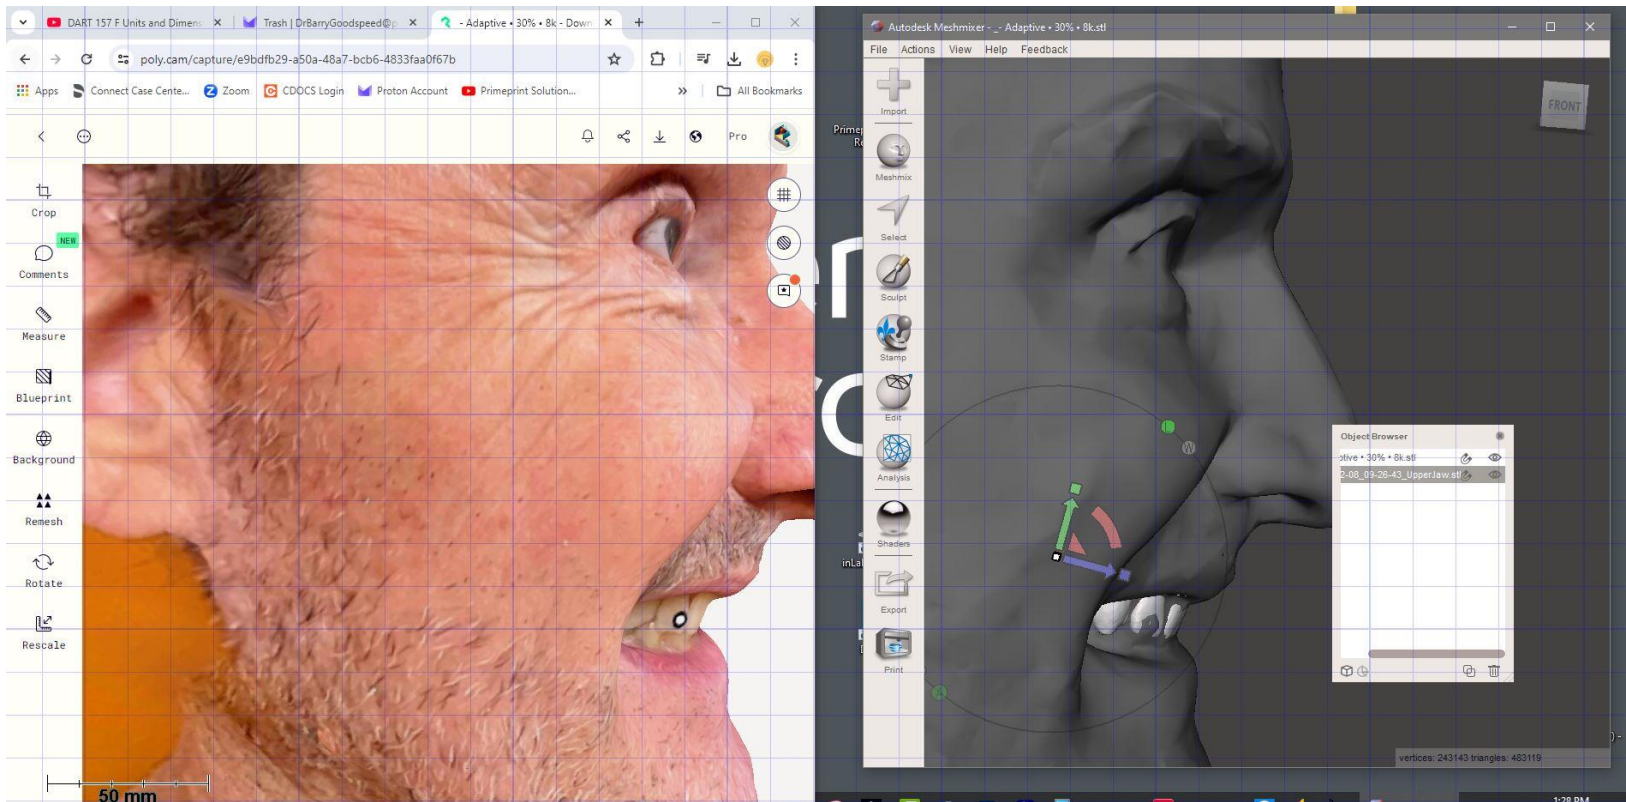 DART 157 F Units and Dimens
Trash | DrBarryGoodspeed@p
- Adaptive • 30% • 8k - Down
poly.cam/capture/e9bdfb29-a50a-48a7-bcb6-4833faa0f67b
Apps
Connect Case Cente...
Zoom
CDOCS Login
Proton Account
Primeprint Solution...
»
All Bookmarks
Pro
Crop
NEW
Comments
Measure
Blueprint
Background
Remesh
Rotate
Rescale
50 mm
Autodesk Meshmixer - _- Adaptive • 30% • 8k.stl
File Actions View Help Feedback
Import
Meshmix
Select
Sculpt
Stamp
Edit
Analysis
Shaders
Export
Print
FRONT
W
Object Browser
ptive • 30% • 8k.stl
2-08_09-26-43_UpperJaw.stl
vertices: 243143 triangles: 483119
1:28 PM